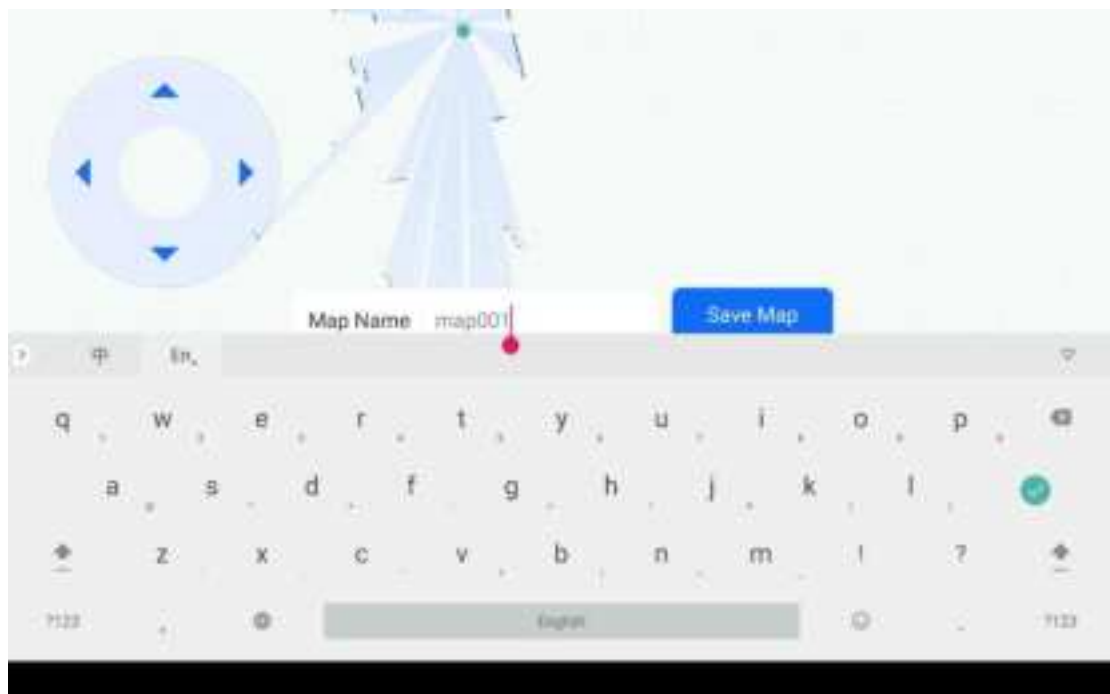 Map Name map001 Save Map
中 En
q w e r t y u i o p
a s d f g h j k l
z x c v b n m ! ?
?123 English ?123